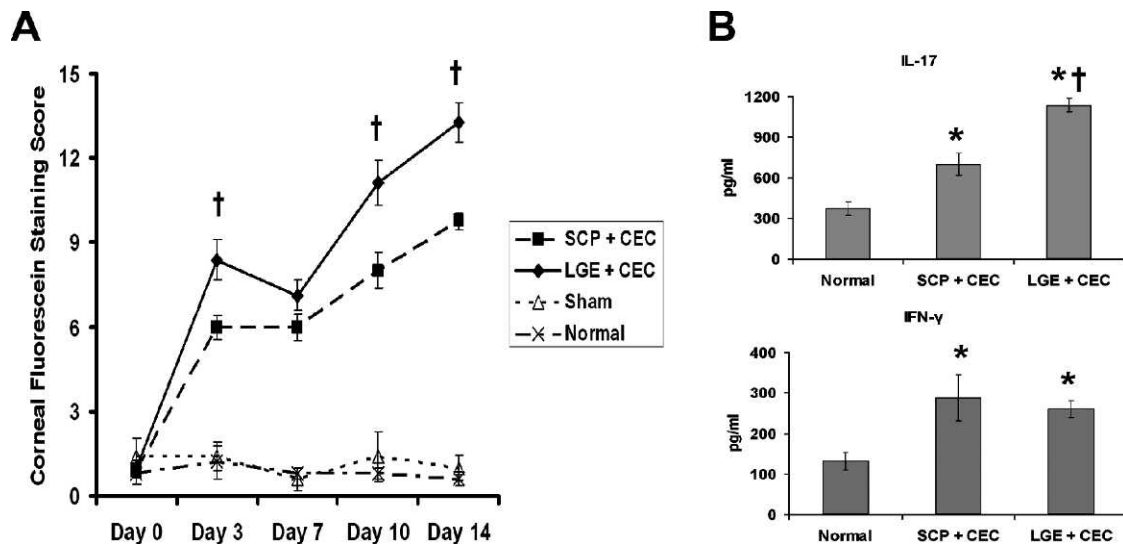 A
Corneal Fluorescein Staining Score
15
12
9
6
3
0
†
†
†
Day 0 Day 3 Day 7 Day 10 Day 14
SCP + CEC
LGE + CEC
Sham
Normal
B
IL-17
pg/ml
1200
900
600
300
0
*
*†
Normal SCP + CEC LGE + CEC
IFN-γ
pg/ml
400
300
200
100
0
*
*
Normal SCP + CEC LGE + CEC